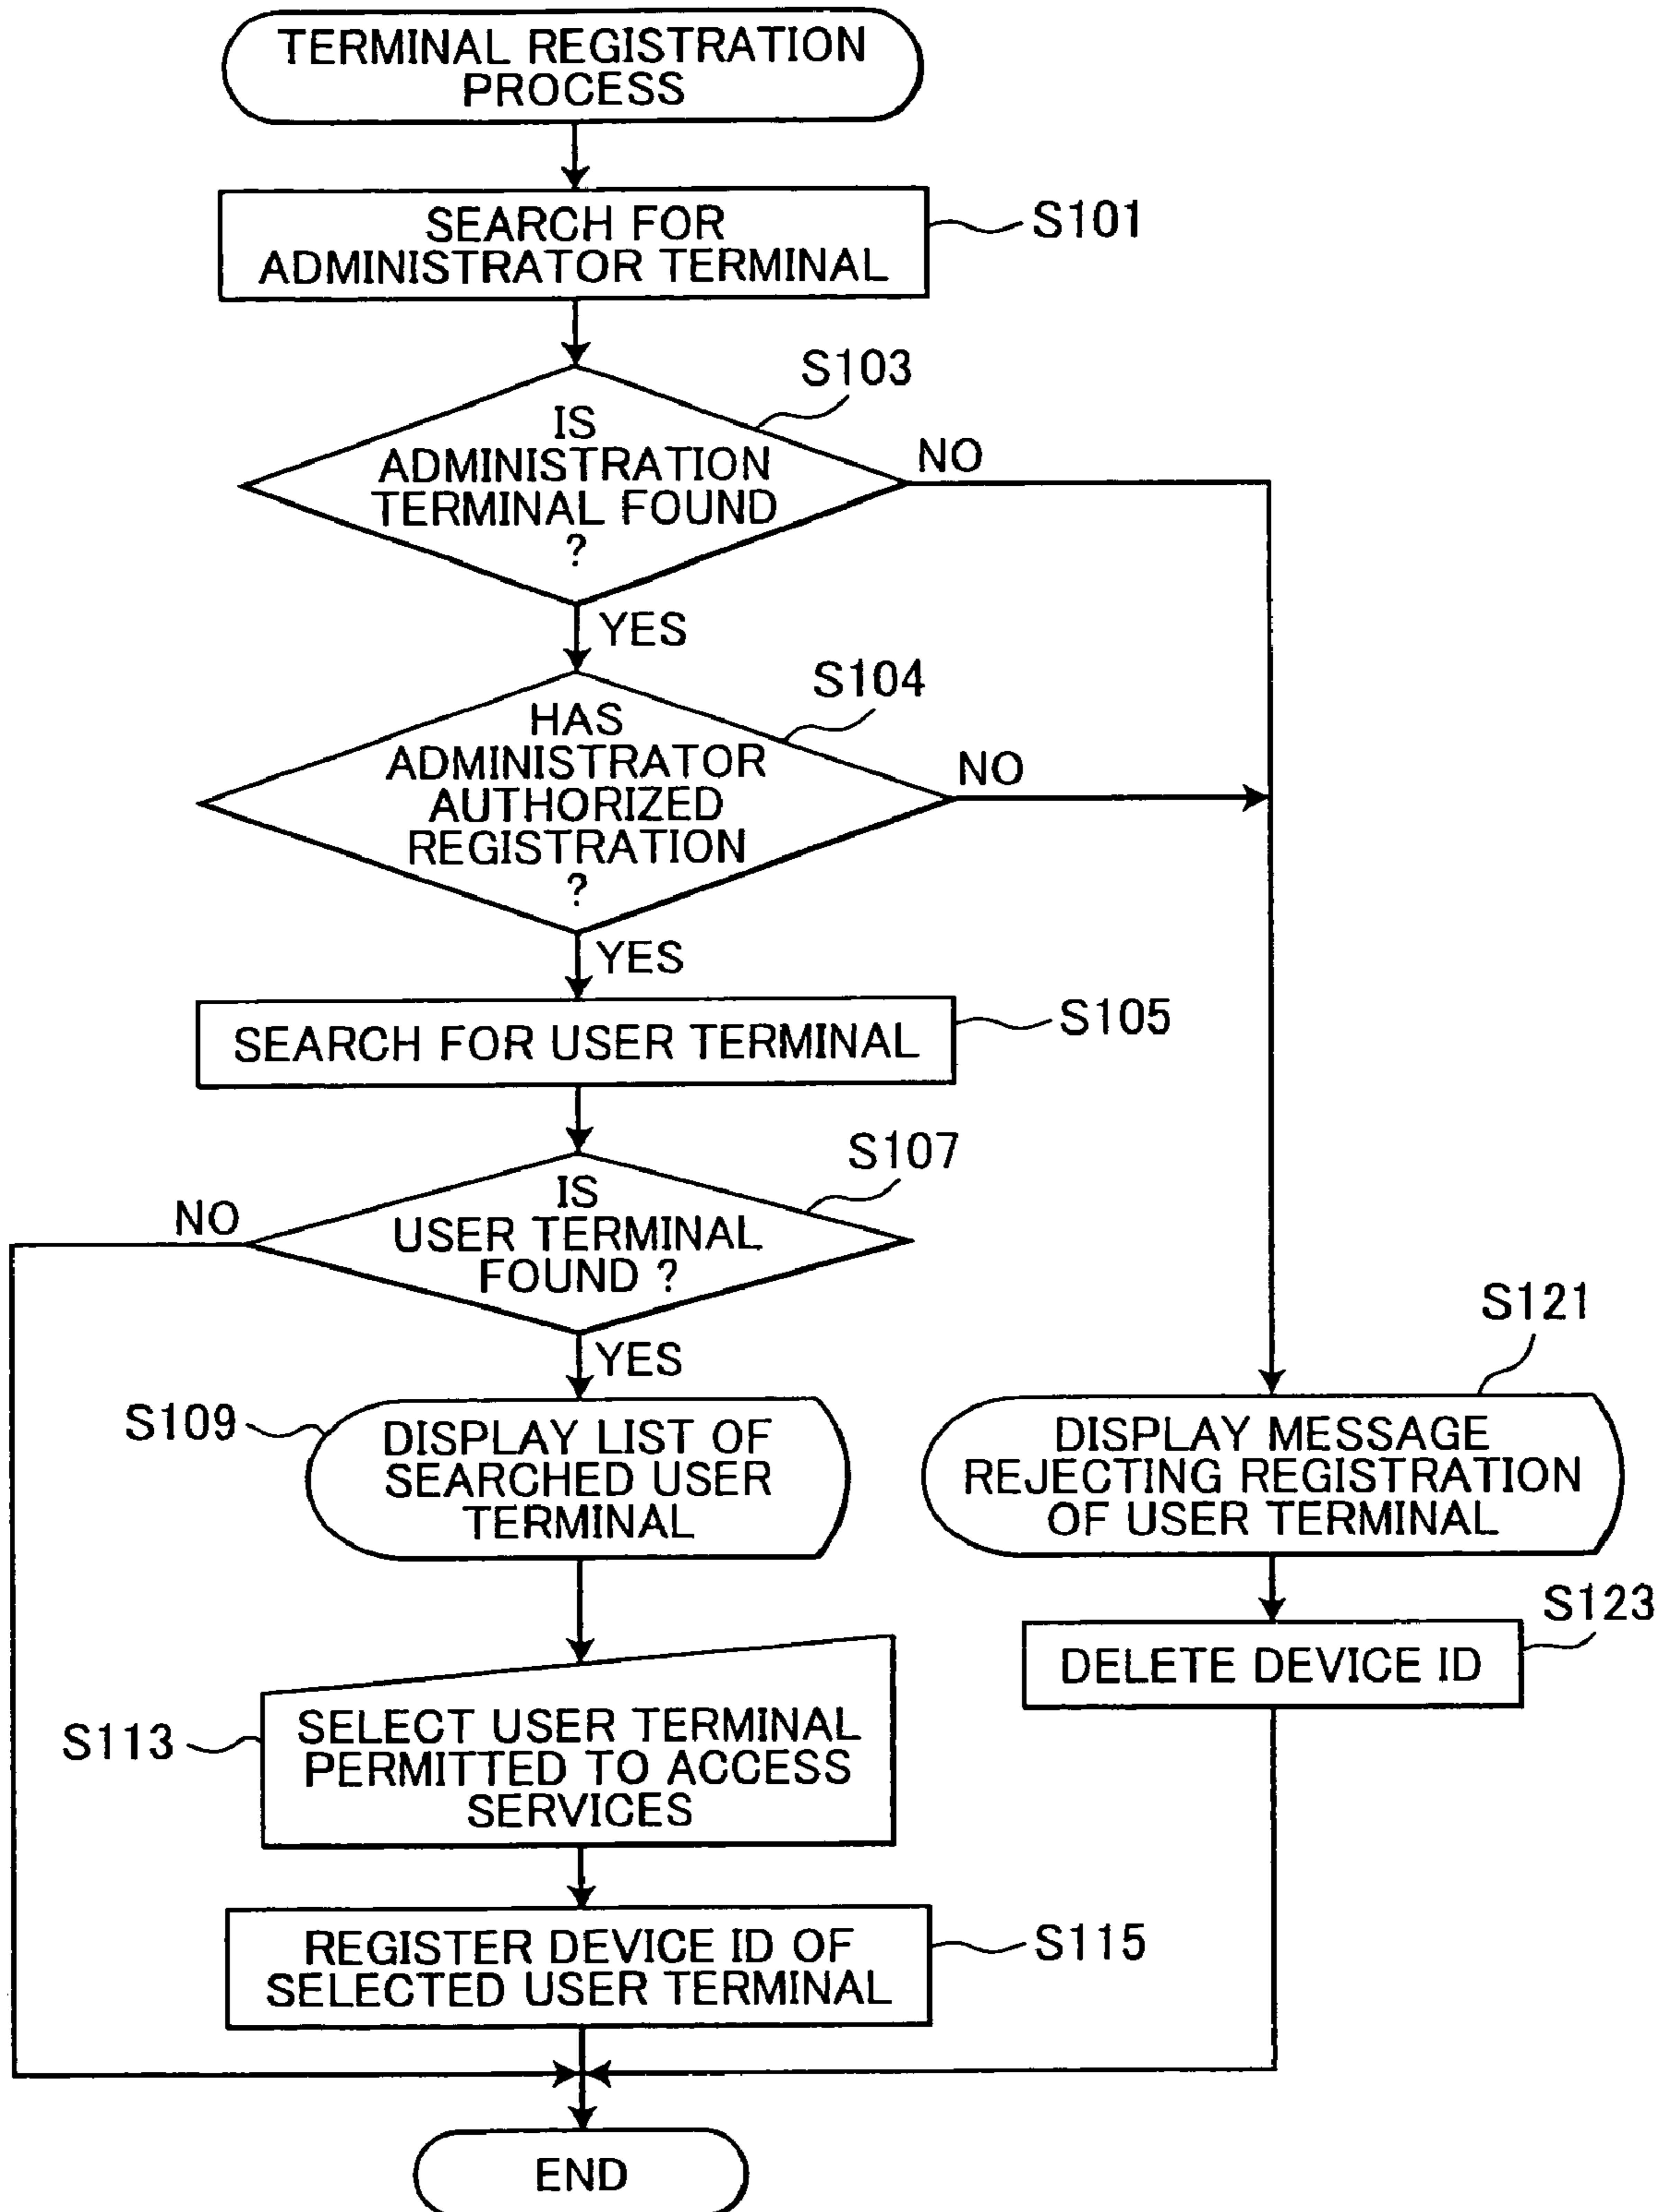 TERMINAL REGISTRATION
PROCESS
SEARCH FOR
ADMINISTRATOR TERMINAL
S101
S103
IS
ADMINISTRATION
TERMINAL FOUND
?
NO
YES
S104
HAS
ADMINISTRATOR
AUTHORIZED
REGISTRATION
?
NO
YES
SEARCH FOR USER TERMINAL
S105
S107
IS
USER TERMINAL
FOUND ?
NO
YES
S109
DISPLAY LIST OF
SEARCHED USER
TERMINAL
S121
DISPLAY MESSAGE
REJECTING REGISTRATION
OF USER TERMINAL
S123
DELETE DEVICE ID
S113
SELECT USER TERMINAL
PERMITTED TO ACCESS
SERVICES
REGISTER DEVICE ID OF
SELECTED USER TERMINAL
S115
END